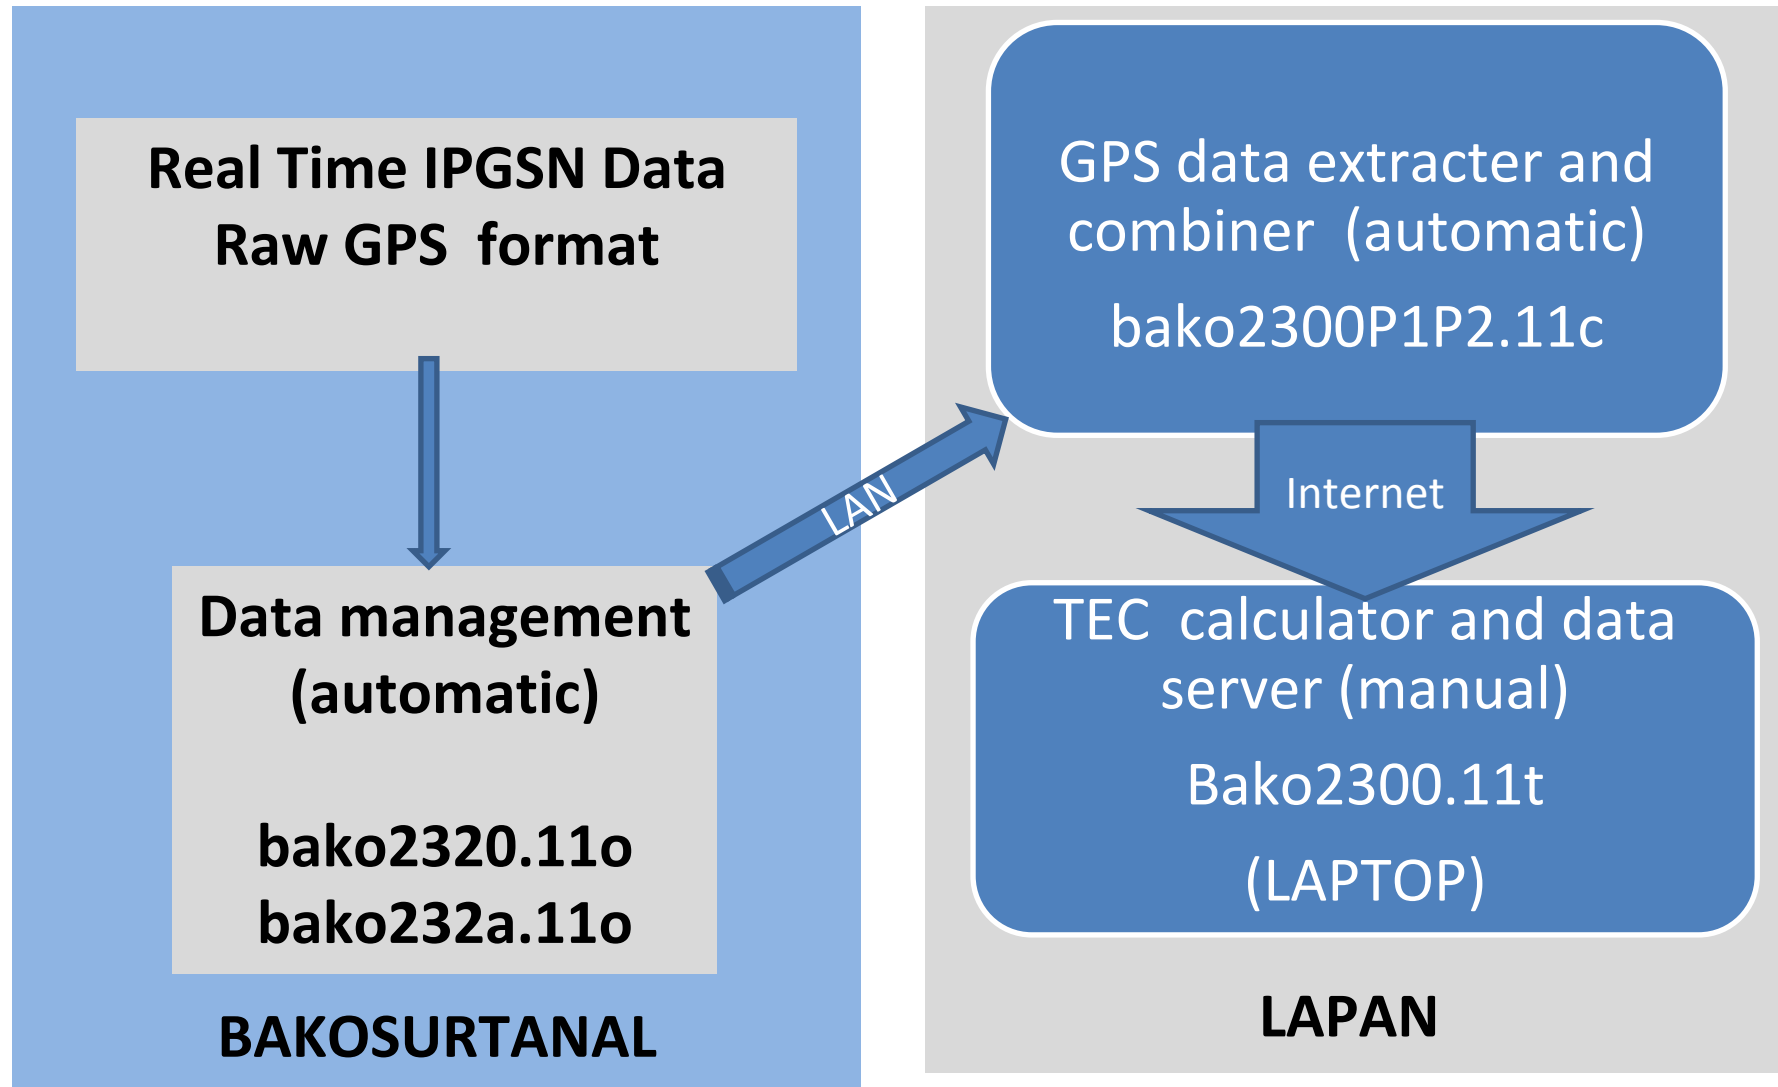 Real Time IPGSN Data
Raw GPS format
Data management
(automatic)
bako2320.11o
bako232a.11o
BAKOSURTANAL
LAN
GPS data extracter and
combiner (automatic)
bako2300P1P2.11c
Internet
TEC calculator and data
server (manual)
Bako2300.11t
(LAPTOP)
LAPAN